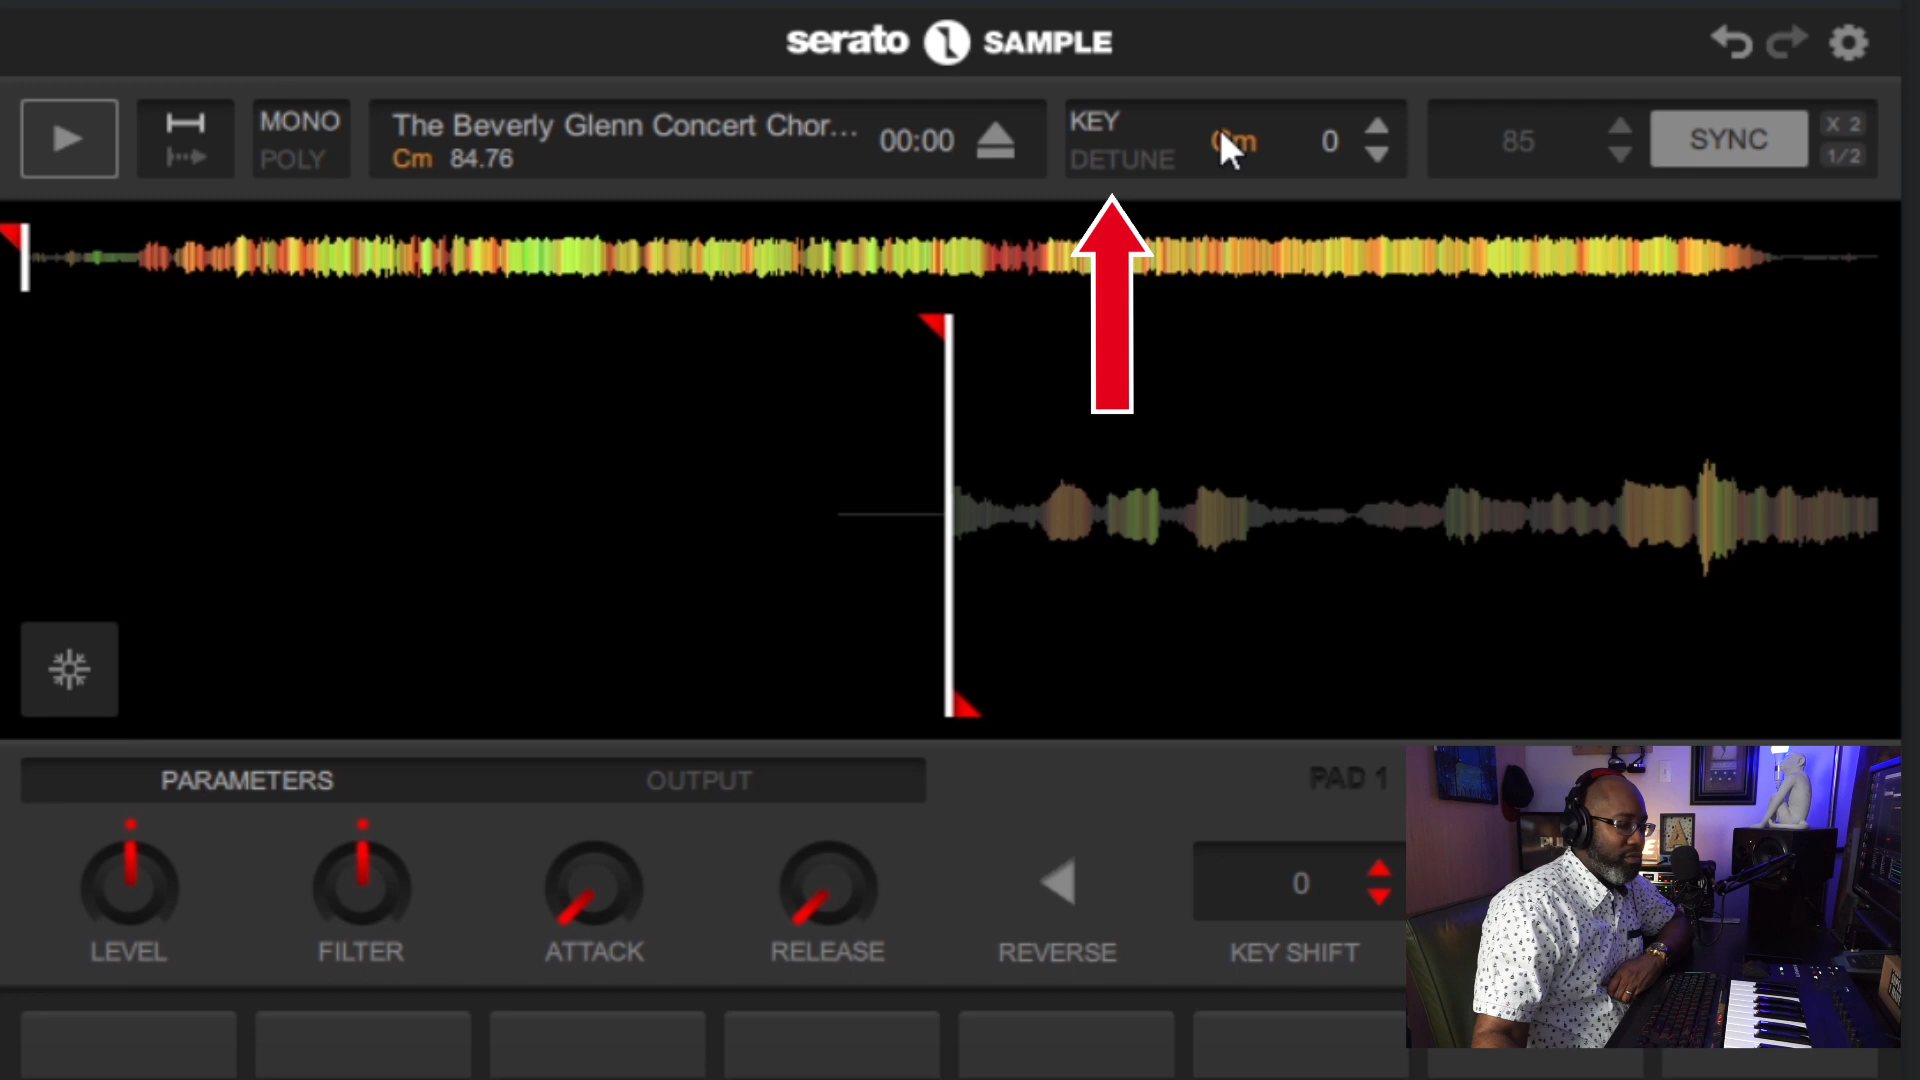 serato SAMPLE
MONO
POLY
The Beverly Glenn Concert Chor...
Cm 84.76
00:00
KEY
DETUNE
Cm
0
85
SYNC
X 2
1/2
PARAMETERS
OUTPUT
PAD 1
LEVEL
FILTER
ATTACK
RELEASE
REVERSE
0
KEY SHIFT